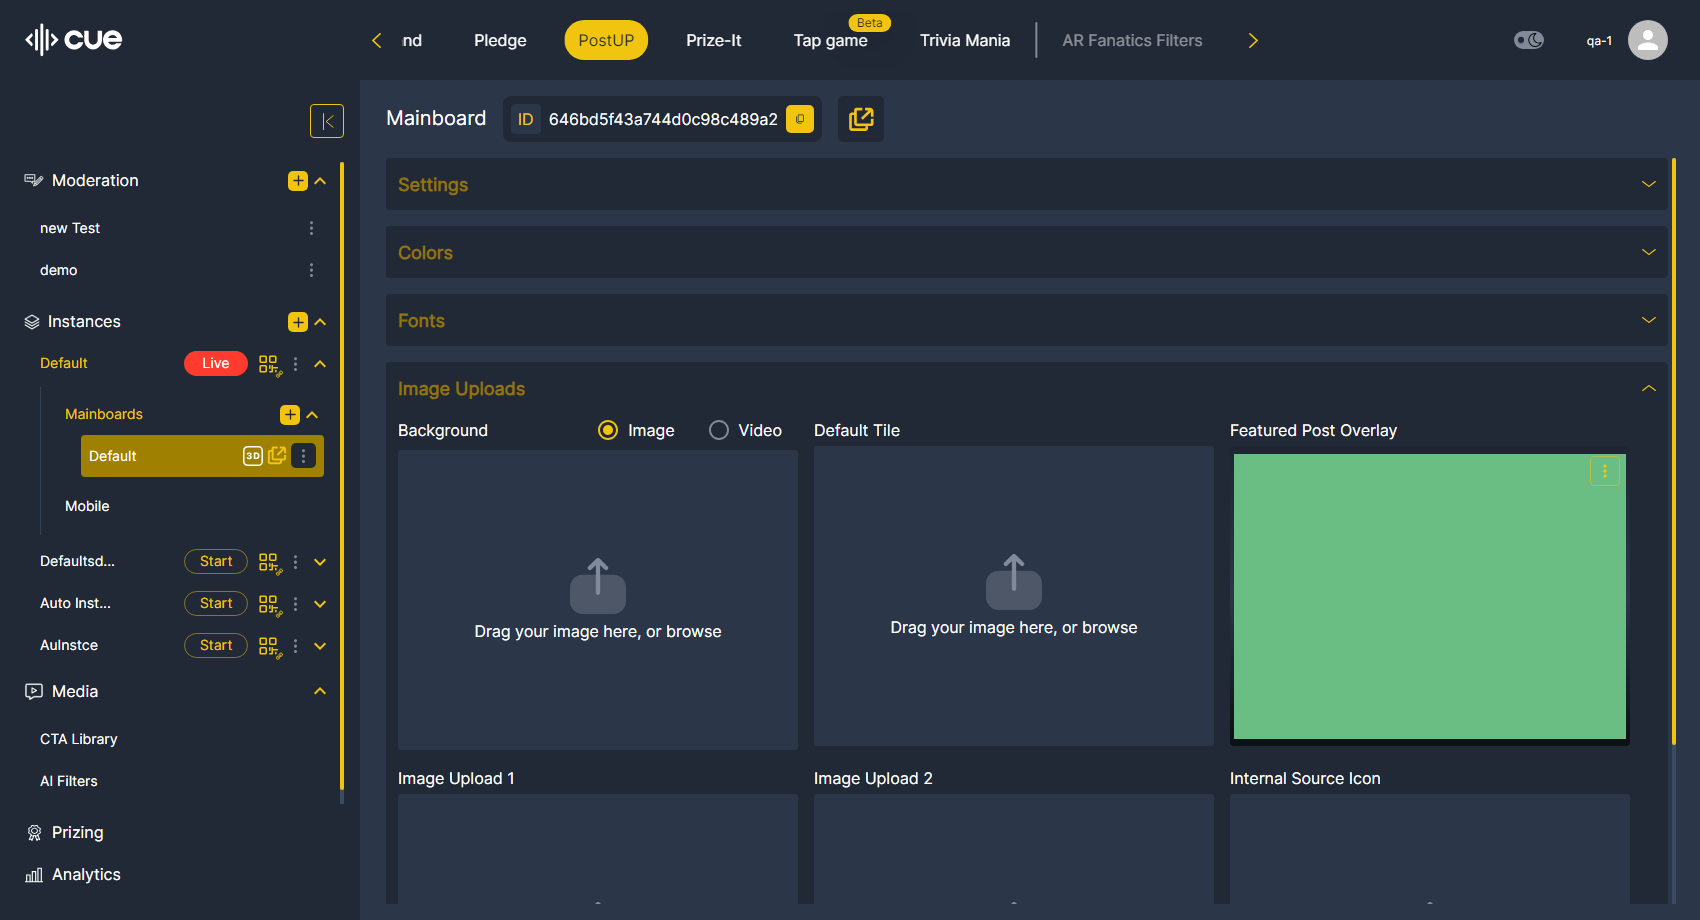 cue
nd
Pledge
PostUP
Prize-It
Tap game
Beta
Trivia Mania
AR Fanatics Filters
qa-1
Moderation
new Test
demo
Instances
Default
Live
Mainboards
Default
3D
Mobile
Defaultsd...
Start
Auto Inst...
Start
AuInstce
Start
Media
CTA Library
AI Filters
Prizing
Analytics
Mainboard
ID
646bd5f43a744d0c98c489a2
Settings
Colors
Fonts
Image Uploads
Background
Image
Video
Default Tile
Featured Post Overlay
Drag your image here, or browse
Drag your image here, or browse
Image Upload 1
Image Upload 2
Internal Source Icon